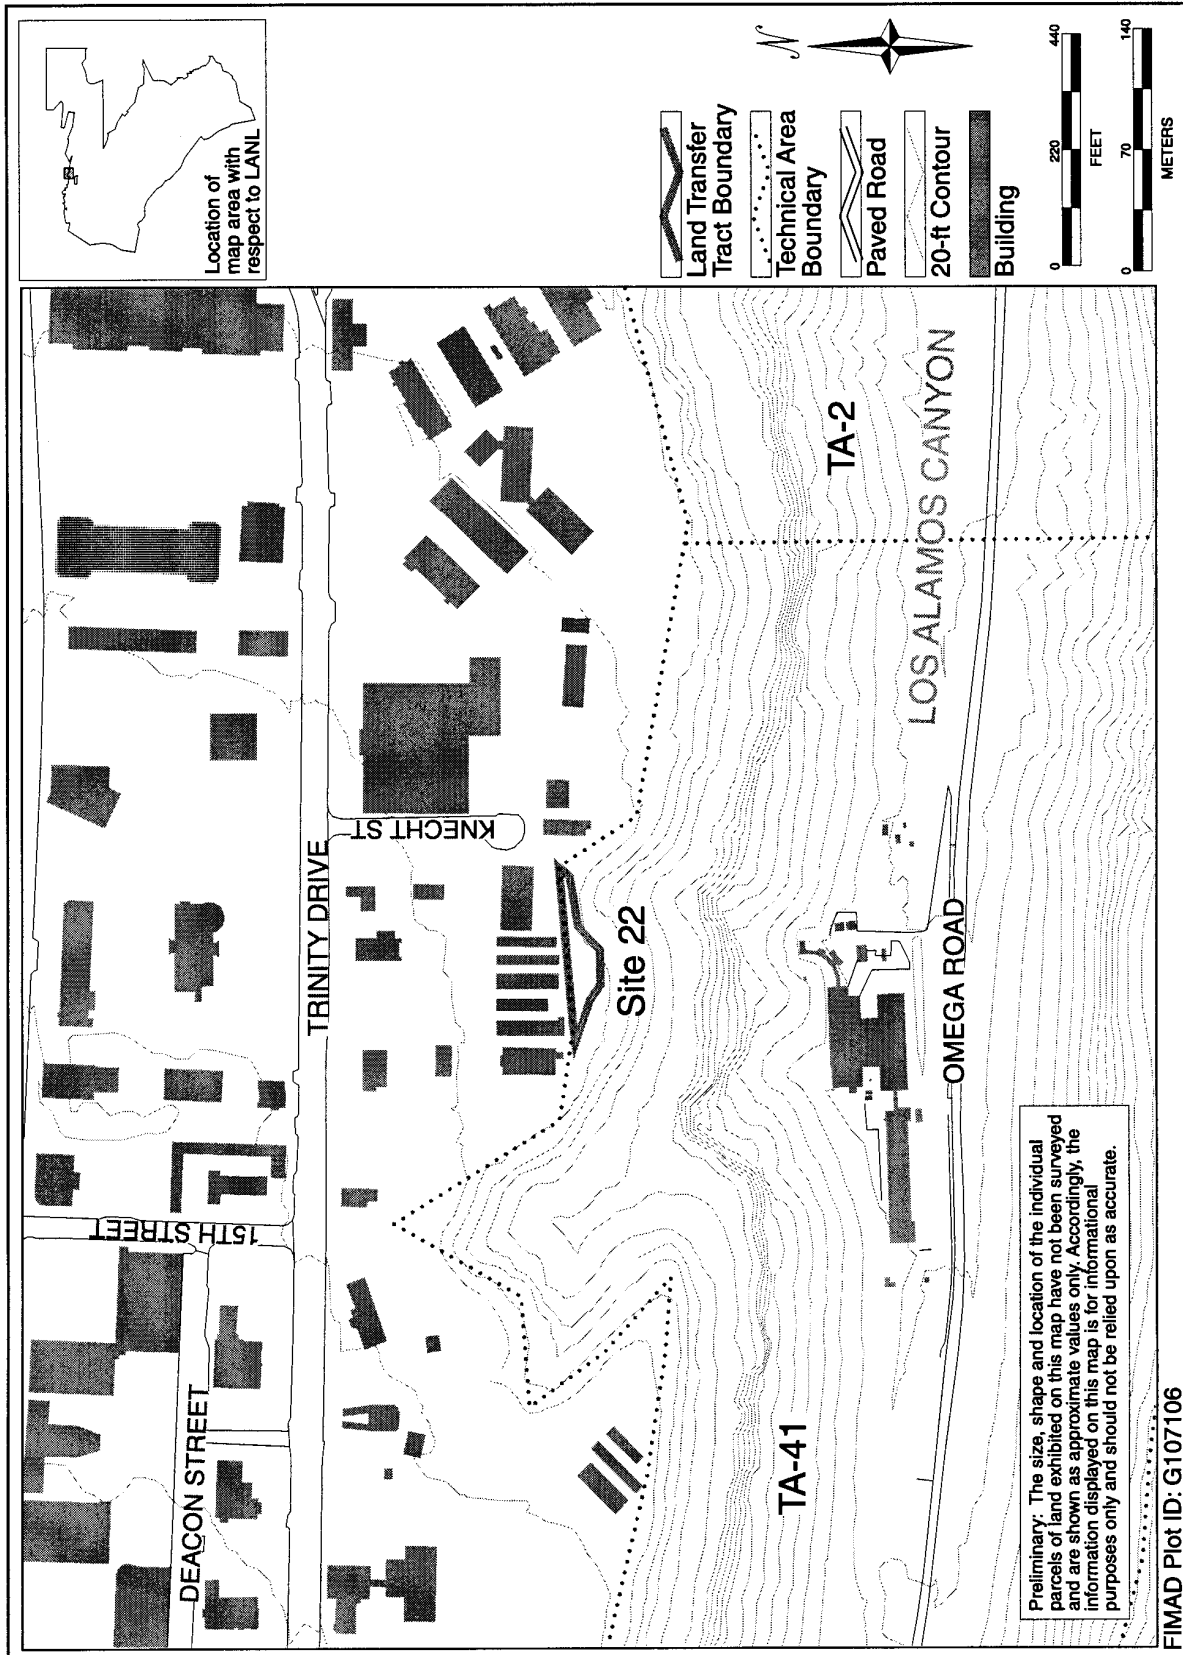 Location of
map area with
respect to LANL
Land Transfer
Tract Boundary
Technical Area
Boundary
Paved Road
20-ft Contour
Building
N
0 220 440
FEET
0 70 140
METERS
DEACON STREET
15TH STREET
TRINITY DRIVE
KNECHT ST
Site 22
TA-41
TA-2
LOS ALAMOS CANYON
OMEGA ROAD
Preliminary: The size, shape and location of the individual
parcels of land exhibited on this map have not been surveyed
and are shown as approximate values only. Accordingly, the
information displayed on this map is for informational
purposes only and should not be relied upon as accurate.
FIMAD Plot ID: G107106